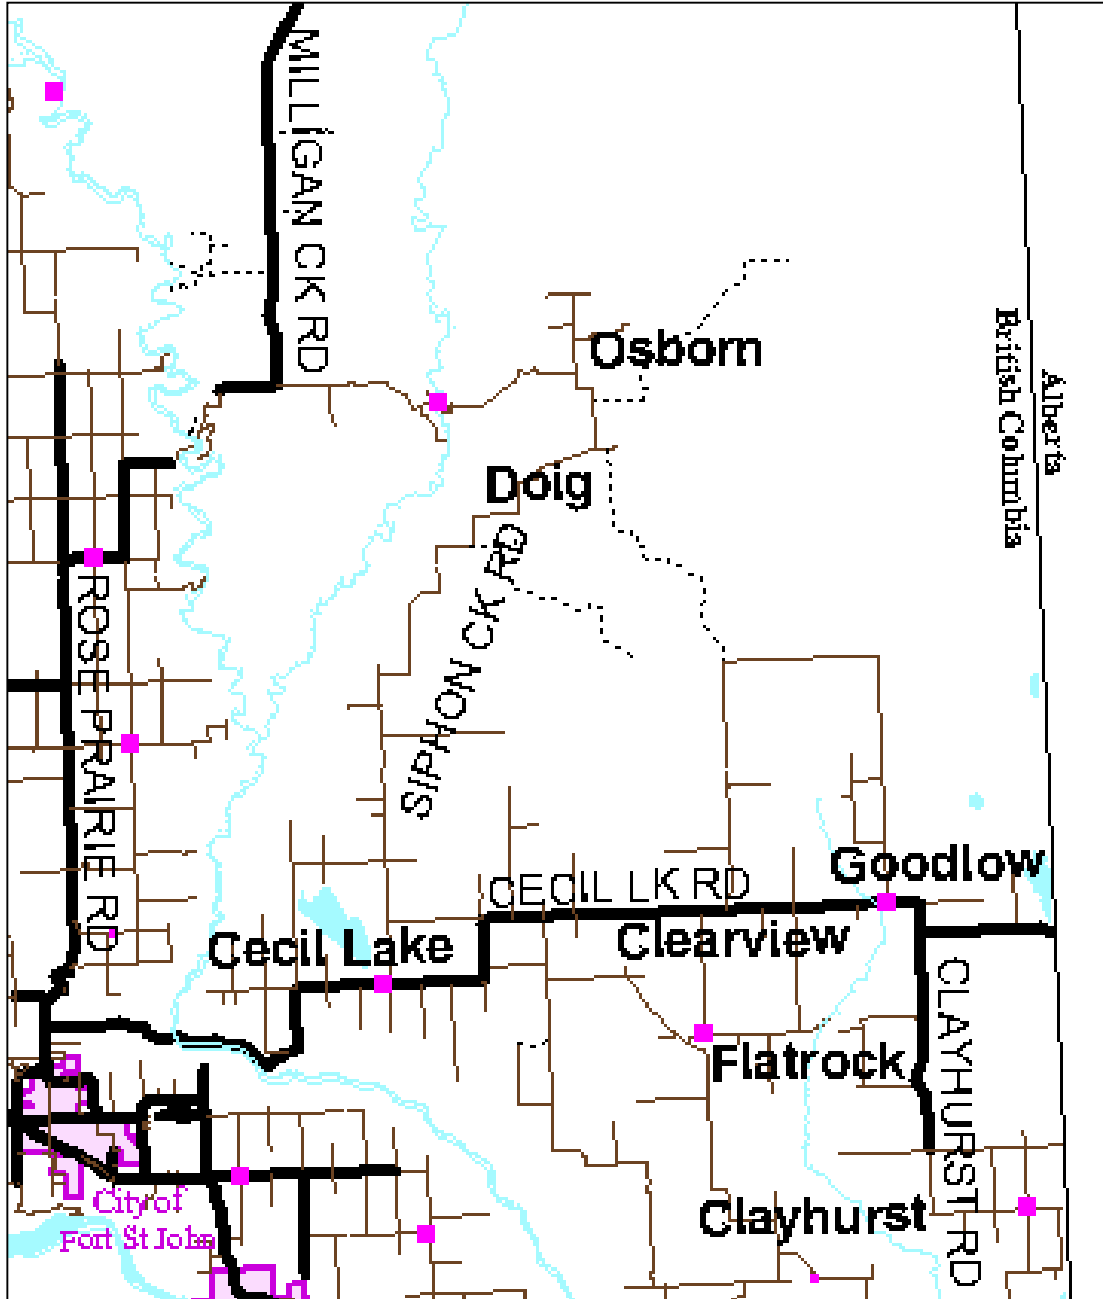 MILLIGAN CK RD
Osborn
Alberta
British Columbia
Doig
SIPHON CK RD
ROSE PRAIRIE RD
Goodlow
CECIL LK RD
Clearview
Cecil Lake
CLAYHURST RD
Flatrock
City of
Fort St John
Clayhurst